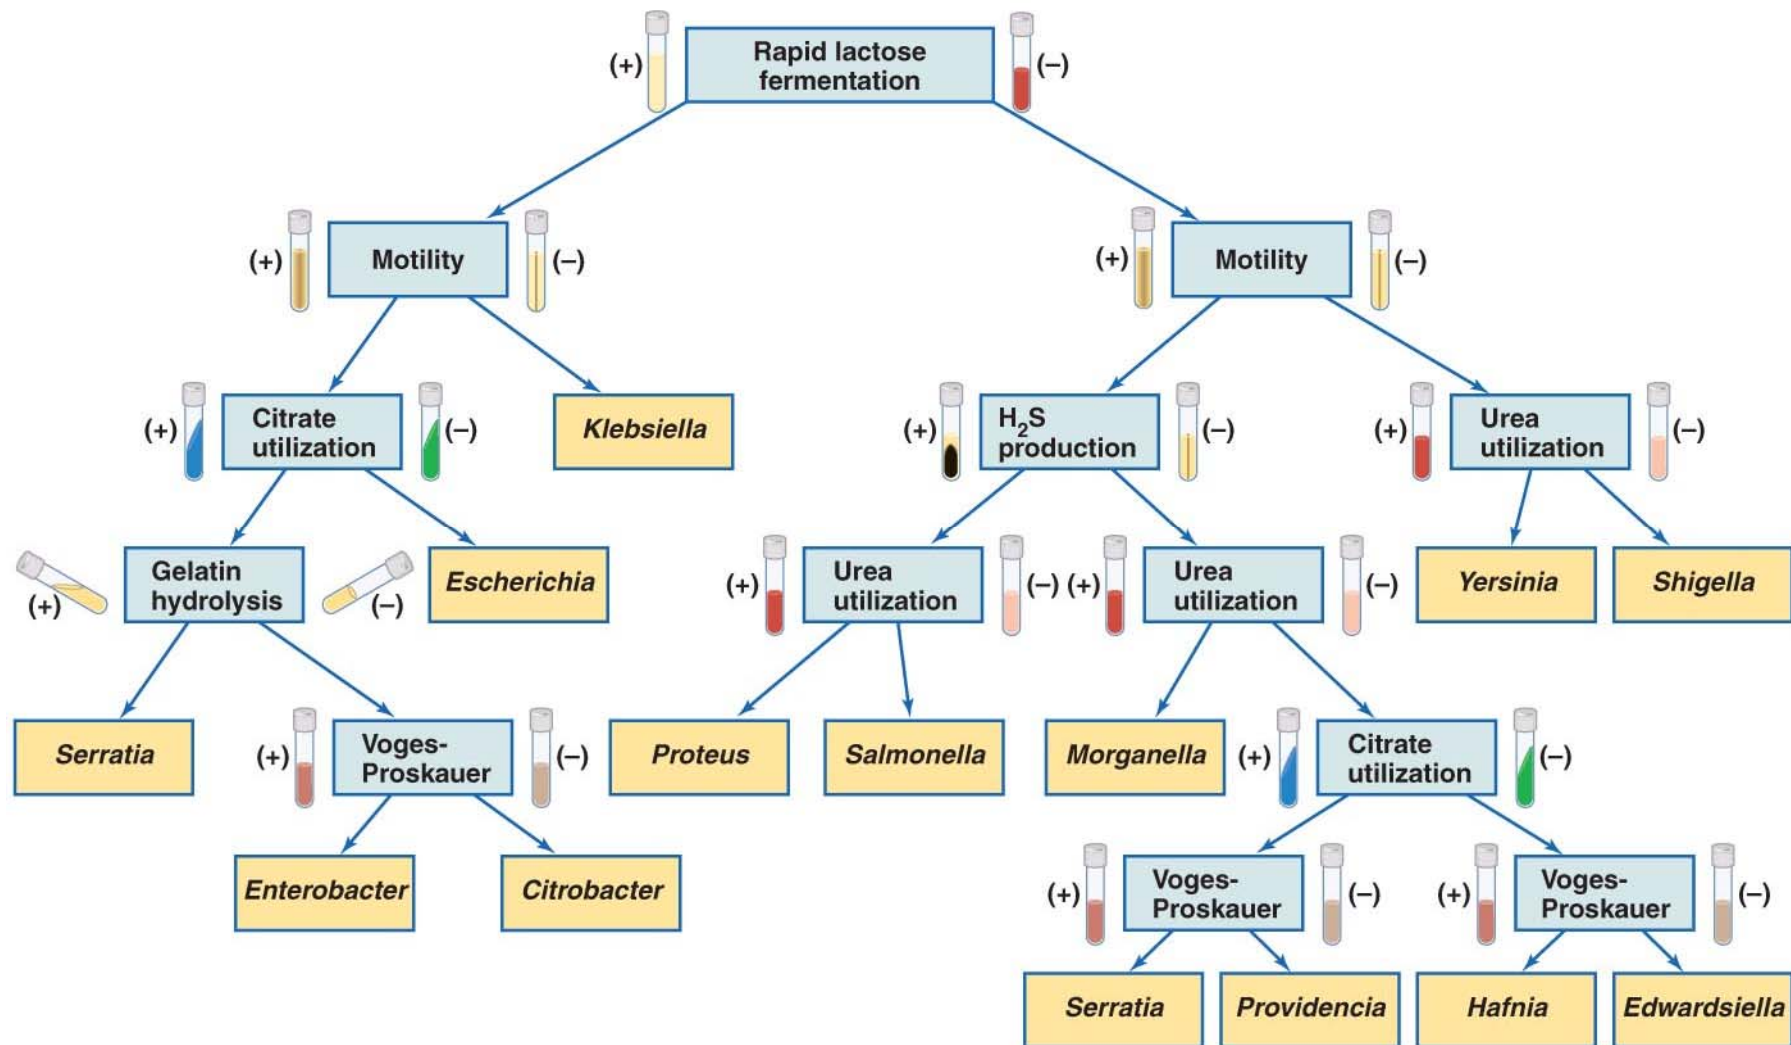 (+)
Rapid lactose
fermentation
(–)
(+)
Motility
(–)
(+)
Motility
(–)
(+)
Citrate
utilization
(–)
Klebsiella
(+)
H₂S
production
(–)
(+)
Urea
utilization
(–)
(+)
Gelatin
hydrolysis
(–)
Escherichia
(+)
Urea
utilization
(–)
(+)
Urea
utilization
(–)
Yersinia
Shigella
Serratia
(+)
Voges-
Proskauer
(–)
Proteus
Salmonella
Morganella
(+)
Citrate
utilization
(–)
Enterobacter
Citrobacter
(+)
Voges-
Proskauer
(–)
(+)
Voges-
Proskauer
(–)
Serratia
Providencia
Hafnia
Edwardsiella